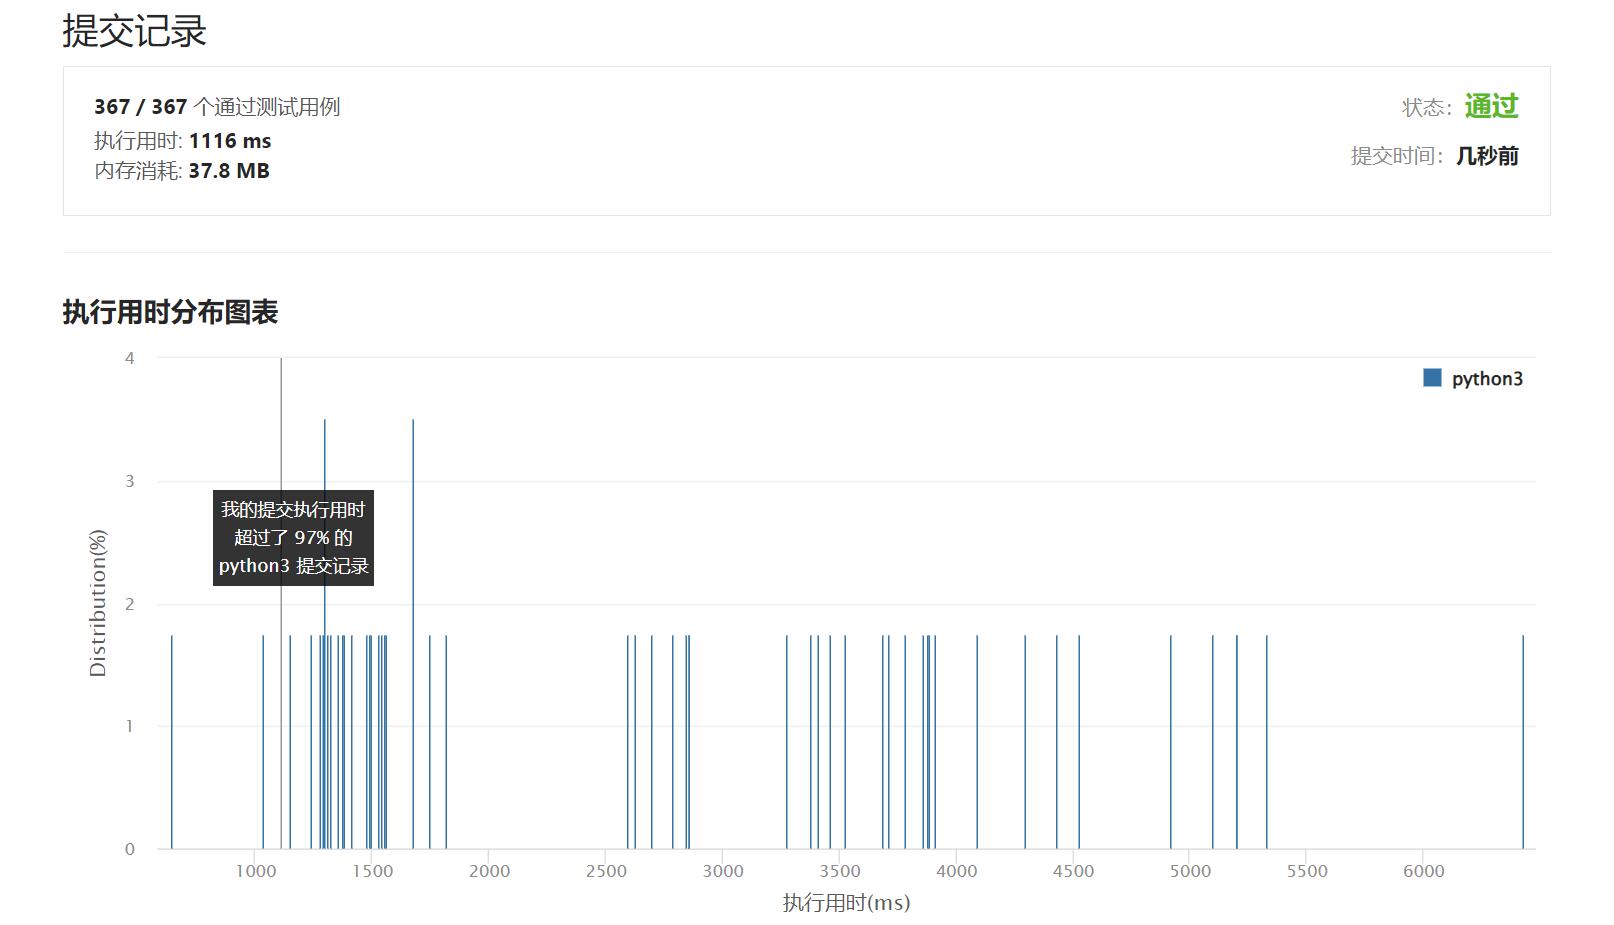 提交记录
367 / 367 个通过测试用例
状态：通过
执行用时: 1116 ms
提交时间：几秒前
内存消耗: 37.8 MB
执行用时分布图表
4
python3
3
我的提交执行用时
超过了 97% 的
python3 提交记录
Distribution(%)
2
1
0
1000 1500 2000 2500 3000 3500 4000 4500 5000 5500 6000
执行用时(ms)